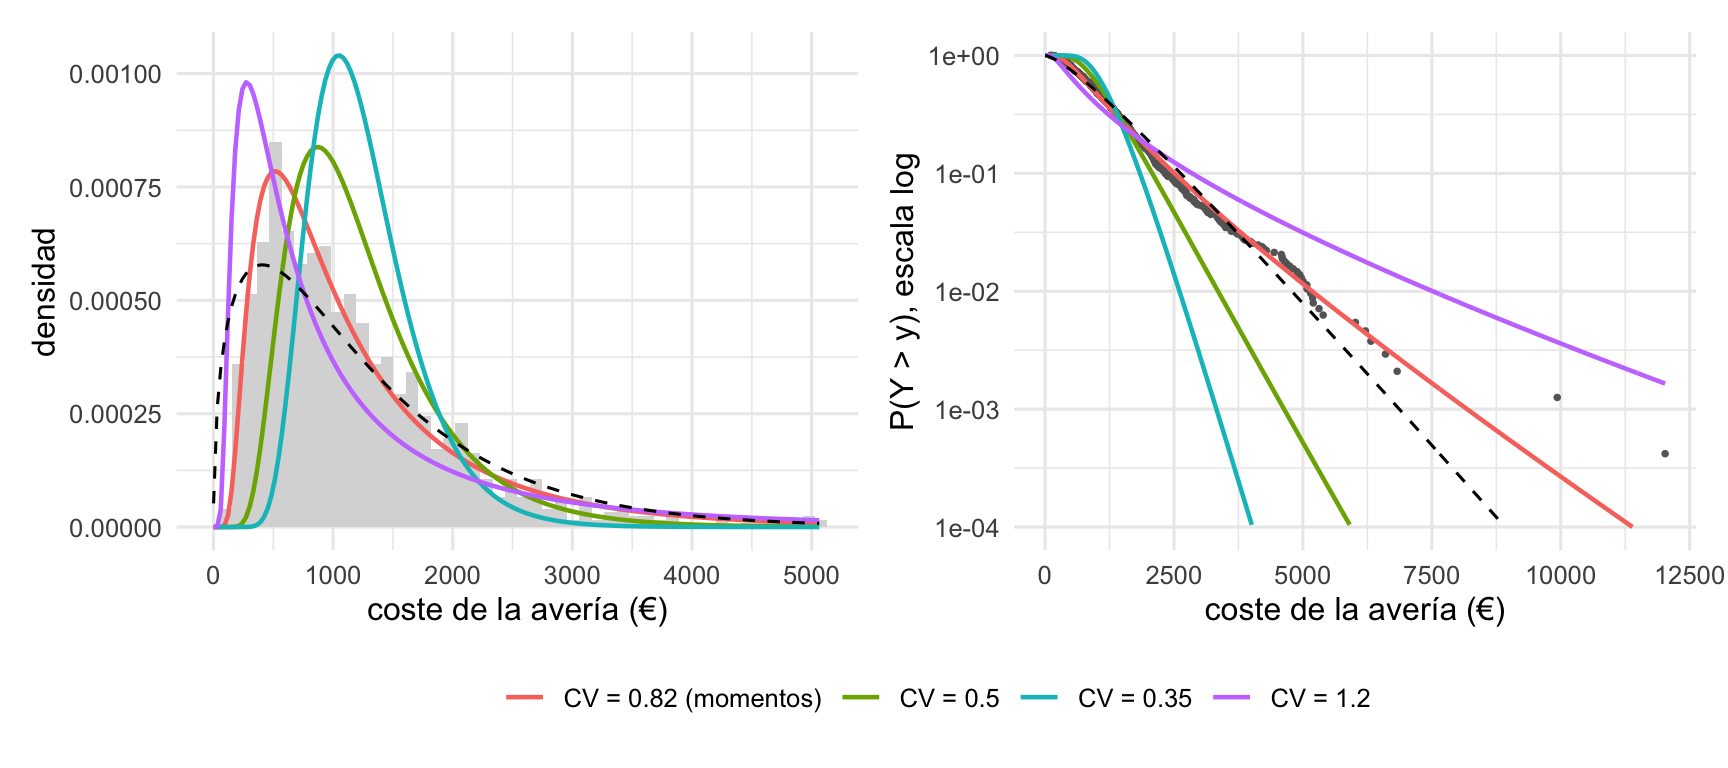 densidad
0.00100
0.00075
0.00050
0.00025
0.00000
0 1000 2000 3000 4000 5000
coste de la avería (€)
P(Y > y), escala log
1e+00
1e-01
1e-02
1e-03
1e-04
0 2500 5000 7500 10000 12500
coste de la avería (€)
CV = 0.82 (momentos) CV = 0.5 CV = 0.35 CV = 1.2